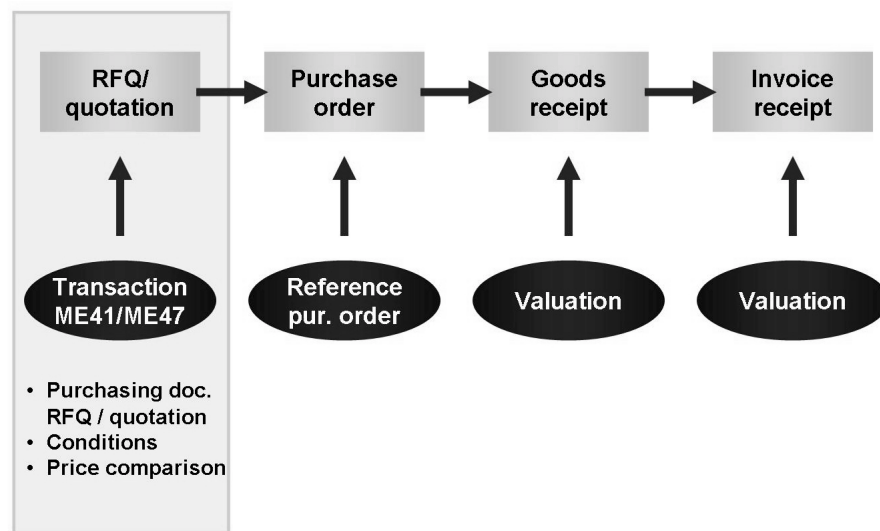 RFQ/
quotation
Purchase
order
Goods
receipt
Invoice
receipt
Transaction
ME41/ME47
Reference
pur. order
Valuation
Valuation
• Purchasing doc.
RFQ / quotation
• Conditions
• Price comparison